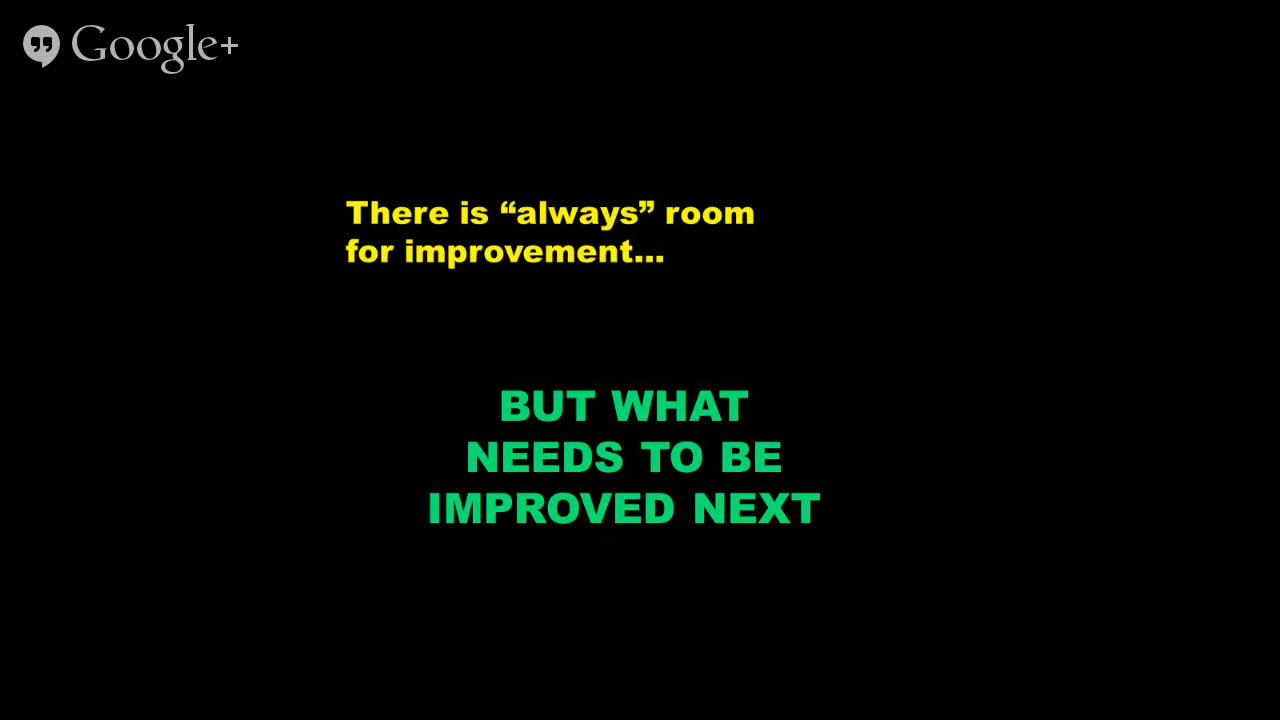 Google+
There is “always” room
for improvement...
BUT WHAT
NEEDS TO BE
IMPROVED NEXT